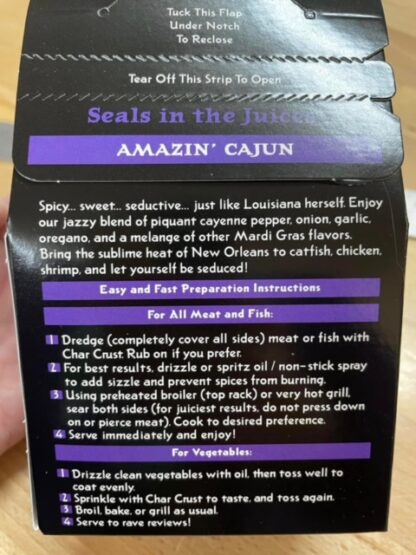 Tuck This Flap
Under Notch
To Reclose
Tear Off This Strip To Open
Seals in the Juices
AMAZIN' CAJUN
Spicy... sweet... seductive... just like Louisiana herself. Enjoy
our jazzy blend of piquant cayenne pepper, onion, garlic,
oregano, and a melange of other Mardi Gras flavors.
Bring the sublime heat of New Orleans to catfish, chicken,
shrimp, and let yourself be seduced!
Easy and Fast Preparation Instructions
For All Meat and Fish:
1 Dredge (completely cover all sides) meat or fish with
Char Crust. Rub on if you prefer.
2 For best results, drizzle or spritz oil / non-stick spray
to add sizzle and prevent spices from burning.
3 Using preheated broiler (top rack) or very hot grill,
sear both sides (for juiciest results, do not press down
on or pierce meat). Cook to desired preference.
4 Serve immediately and enjoy!
For Vegetables:
1 Drizzle clean vegetables with oil, then toss well to
coat evenly.
2 Sprinkle with Char Crust to taste, and toss again.
3 Broil, bake, or grill as usual.
4 Serve to rave reviews!